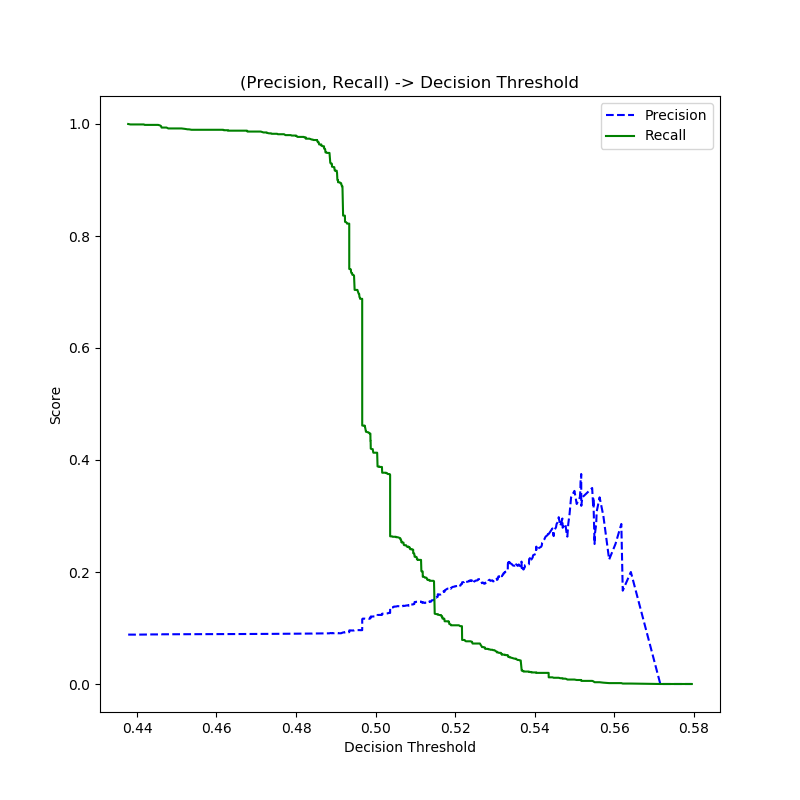 (Precision, Recall) -> Decision Threshold
Precision
Recall
1.0
0.8
0.6
0.4
0.2
0.0
Score
0.44 0.46 0.48 0.50 0.52 0.54 0.56 0.58
Decision Threshold